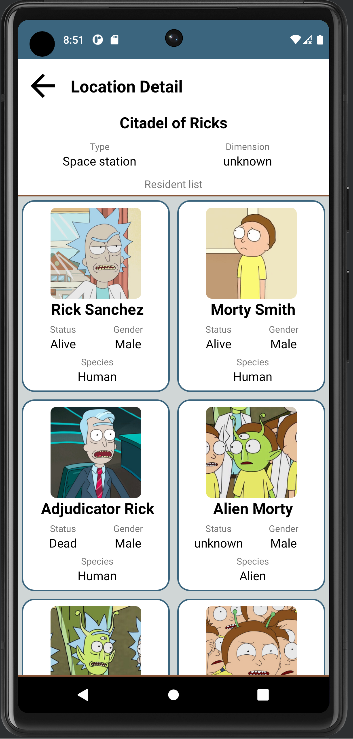 8:51
Location Detail
Citadel of Ricks
Type Dimension
Space station unknown
Resident list
Rick Sanchez
Status Gender
Alive Male
Species
Human
Morty Smith
Status Gender
Alive Male
Species
Human
Adjudicator Rick
Status Gender
Dead Male
Species
Human
Alien Morty
Status Gender
unknown Male
Species
Alien